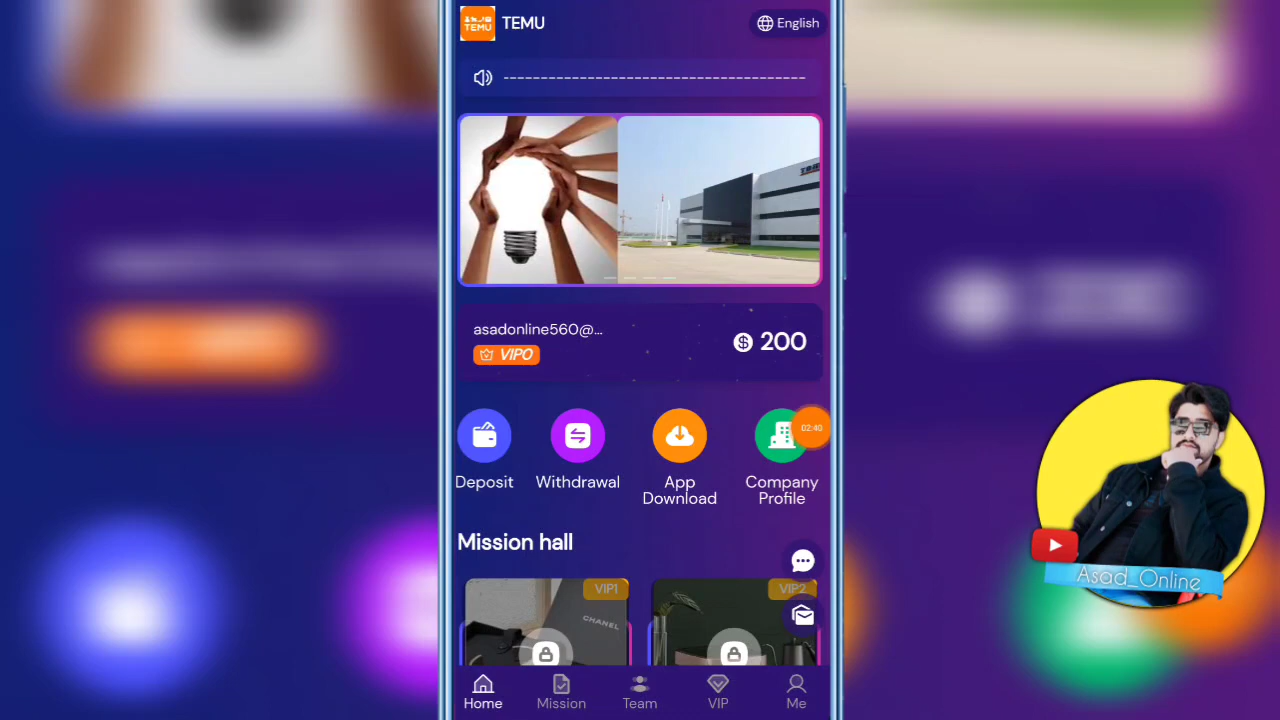 TEMU
TEMU
English
asadonline560@...
VIP0
200
02:40
Deposit
Withdrawal
App
Download
Company
Profile
Mission hall
VIP1
VIP2
CHANEL
Asad_Online
Home
Mission
Team
VIP
Me